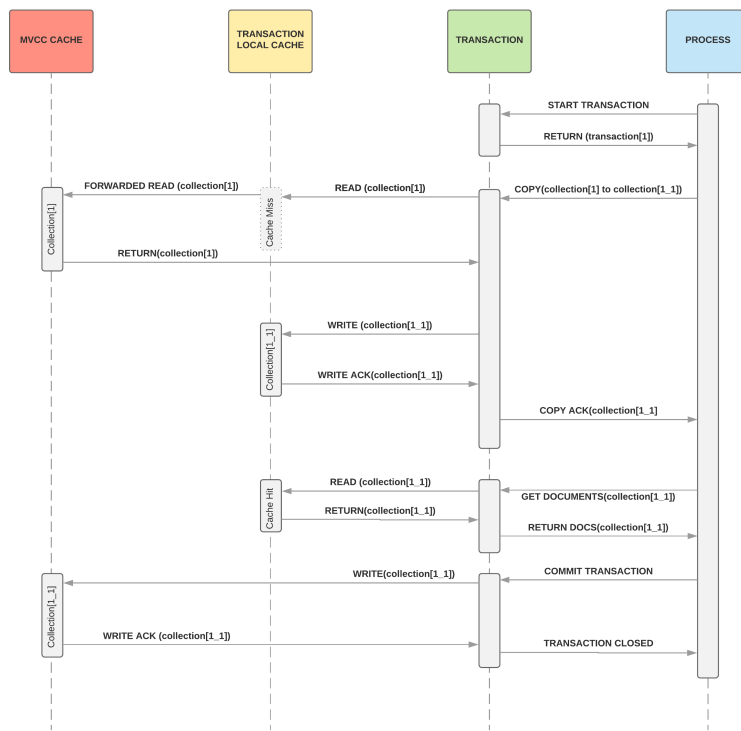 MVCC CACHE
TRANSACTION
LOCAL CACHE
TRANSACTION
PROCESS
START TRANSACTION
RETURN (transaction[1])
FORWARDED READ (collection[1])
READ (collection[1])
COPY(collection[1] to collection[1_1])
Collection[1]
Cache Miss
RETURN(collection[1])
WRITE (collection[1_1])
Collection[1_1]
WRITE ACK(collection[1_1])
COPY ACK(collection[1_1]
READ (collection[1_1])
GET DOCUMENTS(collection[1_1])
Cache Hit
RETURN(collection[1_1])
RETURN DOCS(collection[1_1])
WRITE(collection[1_1])
COMMIT TRANSACTION
Collection[1_1]
WRITE ACK (collection[1_1])
TRANSACTION CLOSED